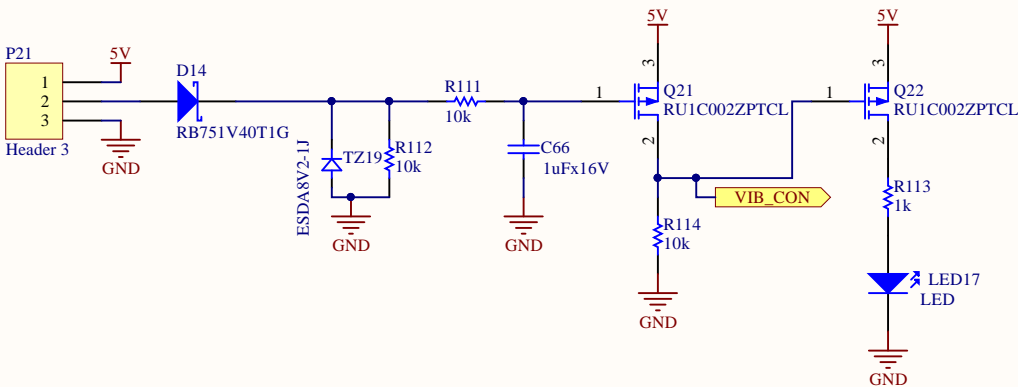 P21
1
2
3
Header 3
5V
GND
D14
RB751V40T1G
ESDA8V2-1J
TZ19
R112
10k
GND
R111
10k
C66
1uFx16V
GND
5V
3
1
Q21
RU1C002ZPTCL
2
VIB_CON
R114
10k
GND
5V
3
1
Q22
RU1C002ZPTCL
2
R113
1k
LED17
LED
GND